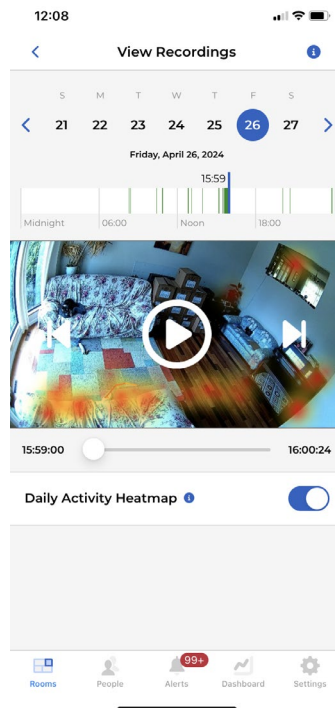 12:08
View Recordings
S M T W T F S
21 22 23 24 25 26 27
Friday, April 26, 2024
15:59
Midnight 06:00 Noon 18:00
15:59:00 16:00:24
Daily Activity Heatmap
99+
Rooms People Alerts Dashboard Settings